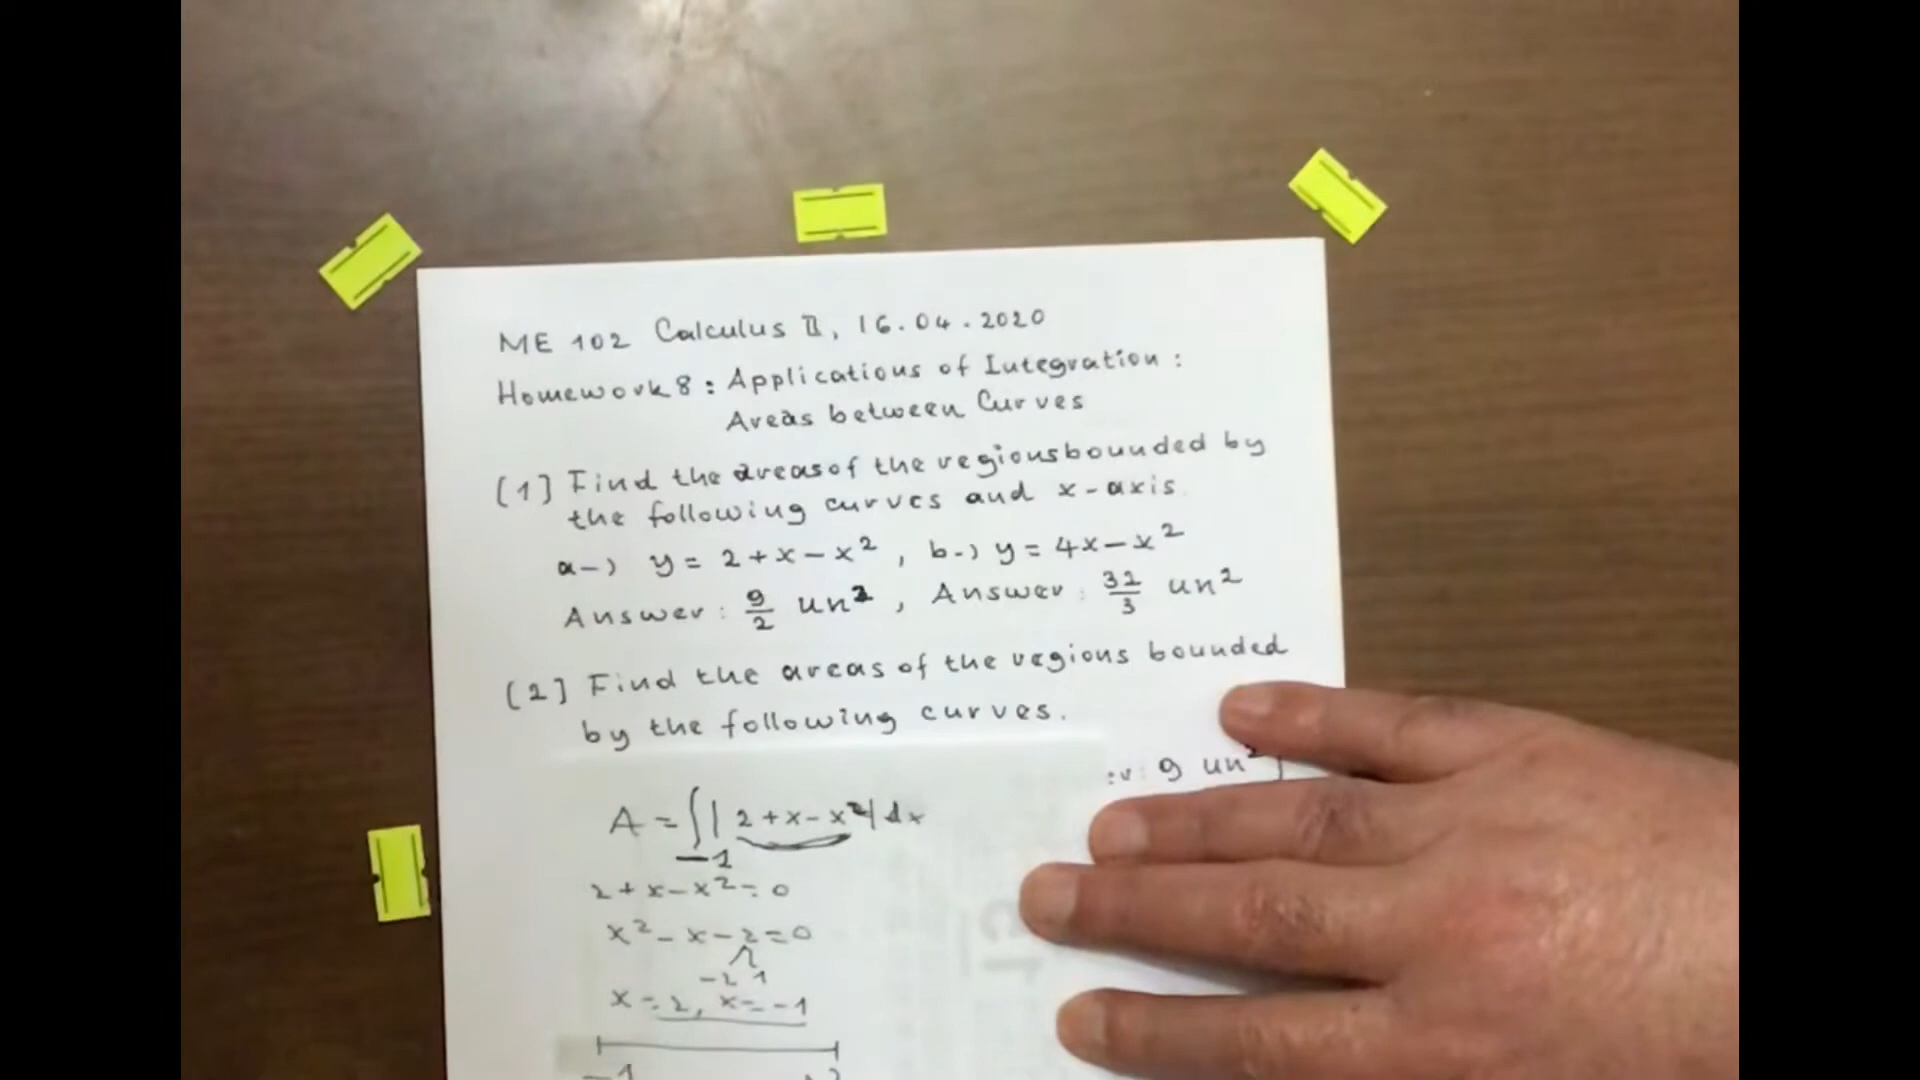 ME 102 Calculus II, 16.04.2020
Homework 8: Applications of Integration:
Areas between Curves
[1] Find the areas of the regions bounded by
the following curves and x-axis.
a-) y = 2+x-x², b-) y = 4x-x²
Answer: 9/2 un², Answer: 32/3 un²
[2] Find the areas of the regions bounded
by the following curves.
9 un²]
A = ∫|2+x-x²|dx
-1
2+x-x²=0
x²-x-2=0
-2 1
x=2, x=-1
-1 2